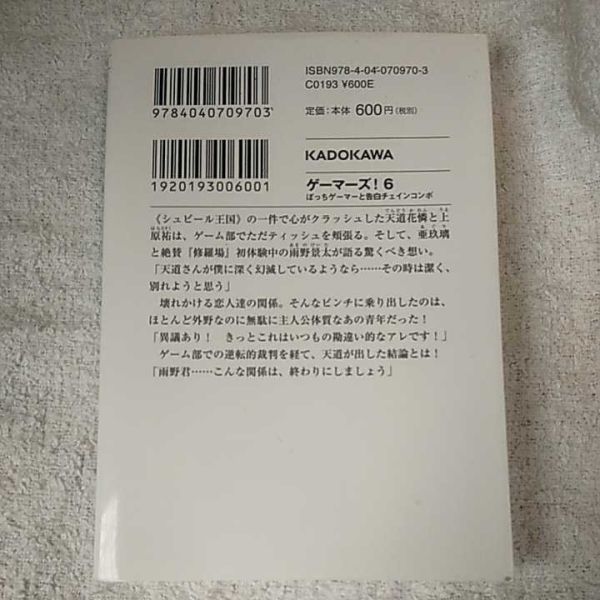 ISBN978-4-04-070970-3
C0193 ¥600E
定価:本体600円(税別)
9784040709703
KADOKAWA
1920193006001
ゲーマーズ!6
ぼっちゲーマーと告白チェインコンボ
《シュピール王国》の一件で心がクラッシュした天道花憐と上
原祐は、ゲーム部でただティッシュを頬張る。そして、亜玖璃
と絶賛『修羅場』初体験中の雨野景太が語る驚くべき想い。
「天道さんが僕に深く幻滅しているようなら……その時は潔く、
別れようと思う」
壊れかける恋人達の関係。そんなピンチに乗り出したのは、
ほとんど外野なのに無駄に主人公体質なあの青年だった!
「異議あり! きっとこれはいつもの勘違い的なアレです!」
ゲーム部での逆転的裁判を経て、天道が出した結論とは!
「雨野君……こんな関係は、終わりにしましょう」